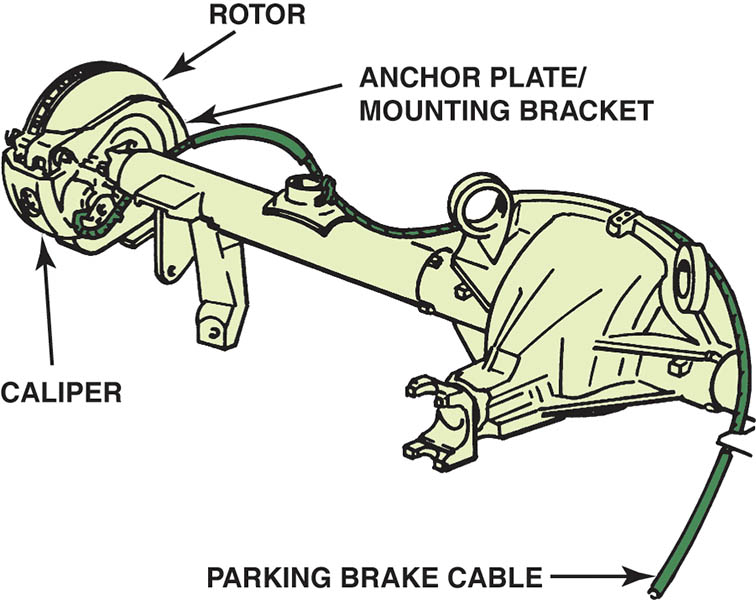 ROTOR
ANCHOR PLATE/
MOUNTING BRACKET
CALIPER
PARKING BRAKE CABLE